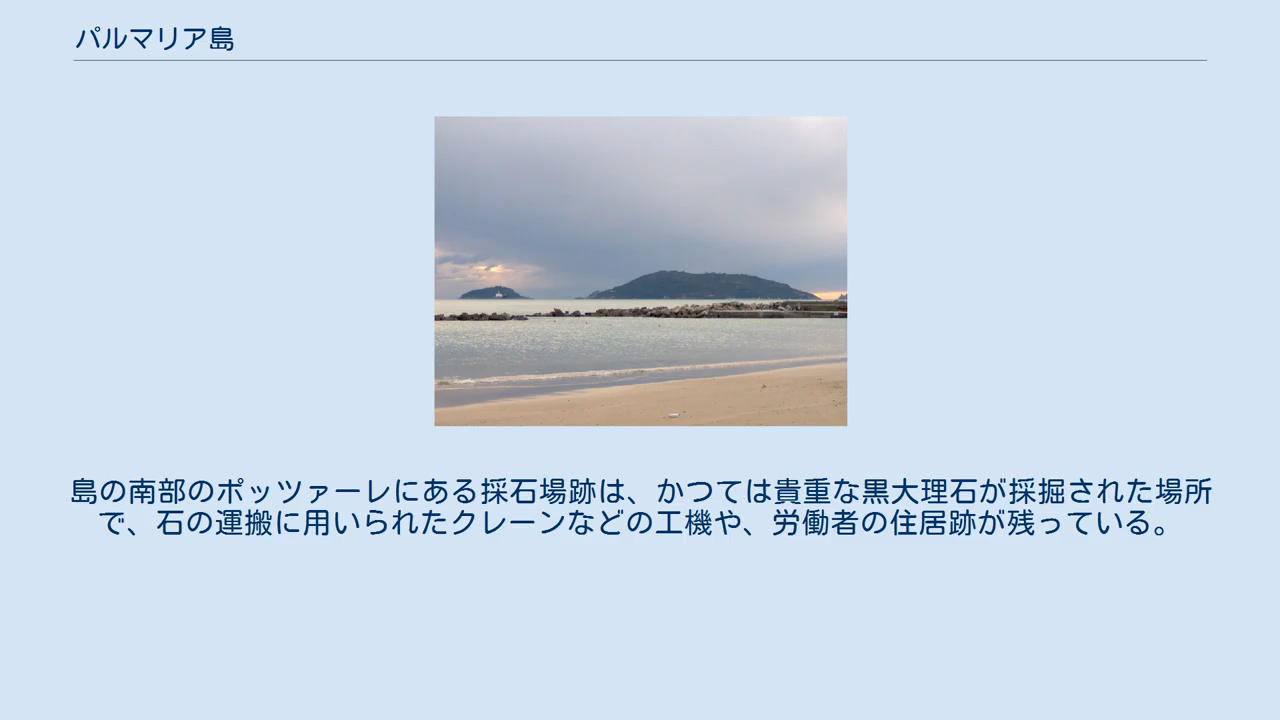 パルマリア島
島の南部のポッツァーレにある採石場跡は、かつては貴重な黒大理石が採掘された場所
で、石の運搬に用いられたクレーンなどの工機や、労働者の住居跡が残っている。